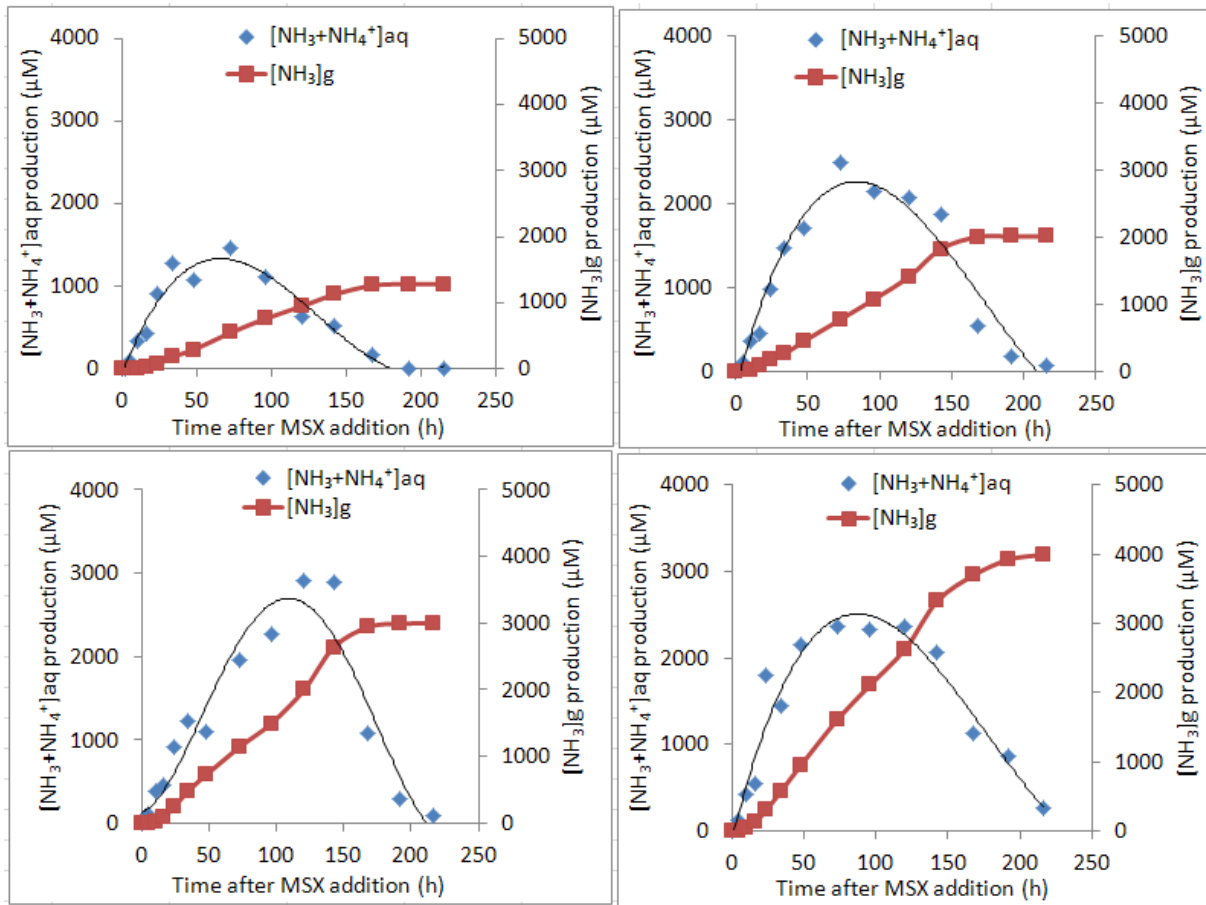 [NH₃+NH₄⁺]aq
[NH₃]g
4000
3000
2000
1000
0
5000
4000
3000
2000
1000
0
0 50 100 150 200 250
[NH₃+NH₄⁺]aq production (µM)
[NH₃]g production (µM)
Time after MSX addition (h)
[NH₃+NH₄⁺]aq
[NH₃]g
4000
3000
2000
1000
0
5000
4000
3000
2000
1000
0
0 50 100 150 200 250
[NH₃+NH₄⁺]aq production (µM)
[NH₃]g production (µM)
Time after MSX addition (h)
[NH₃+NH₄⁺]aq
[NH₃]g
4000
3000
2000
1000
0
5000
4000
3000
2000
1000
0
0 50 100 150 200 250
[NH₃+NH₄⁺]aq production (µM)
[NH₃]g production (µM)
Time after MSX addition (h)
[NH₃+NH₄⁺]aq
[NH₃]g
4000
3000
2000
1000
0
5000
4000
3000
2000
1000
0
0 50 100 150 200 250
[NH₃+NH₄⁺]aq production (µM)
[NH₃]g production (µM)
Time after MSX addition (h)